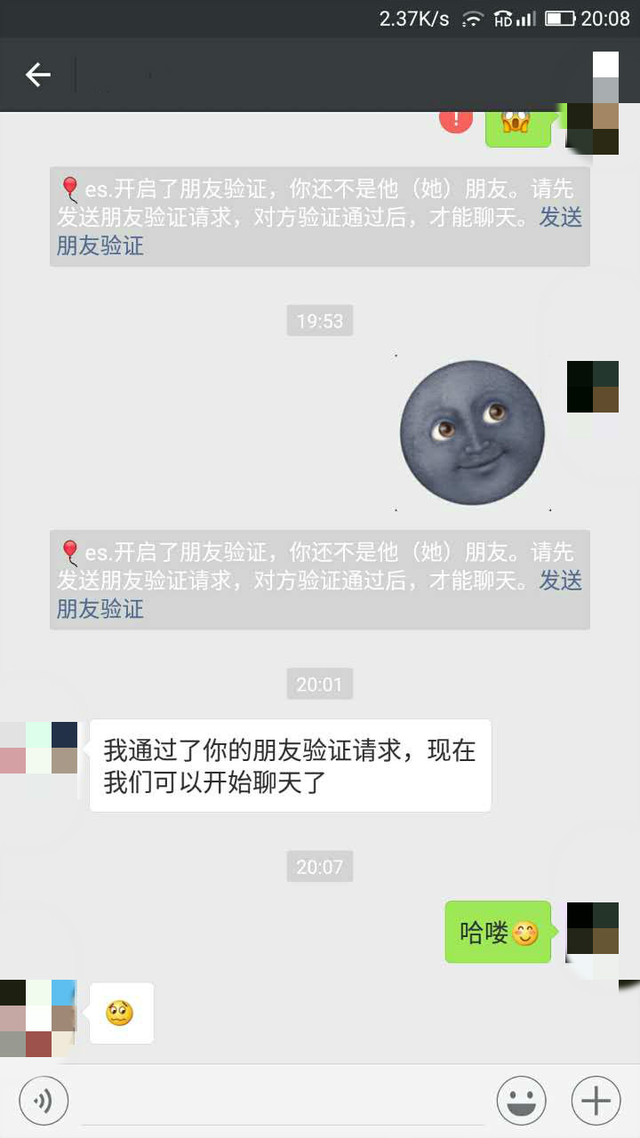 2.37K/s HD 20:08
!
es.开启了朋友验证，你还不是他（她）朋友。请先
发送朋友验证请求，对方验证通过后，才能聊天。发送
朋友验证
19:53
es.开启了朋友验证，你还不是他（她）朋友。请先
发送朋友验证请求，对方验证通过后，才能聊天。发送
朋友验证
20:01
我通过了你的朋友验证请求，现在
我们可以开始聊天了
20:07
哈喽😊